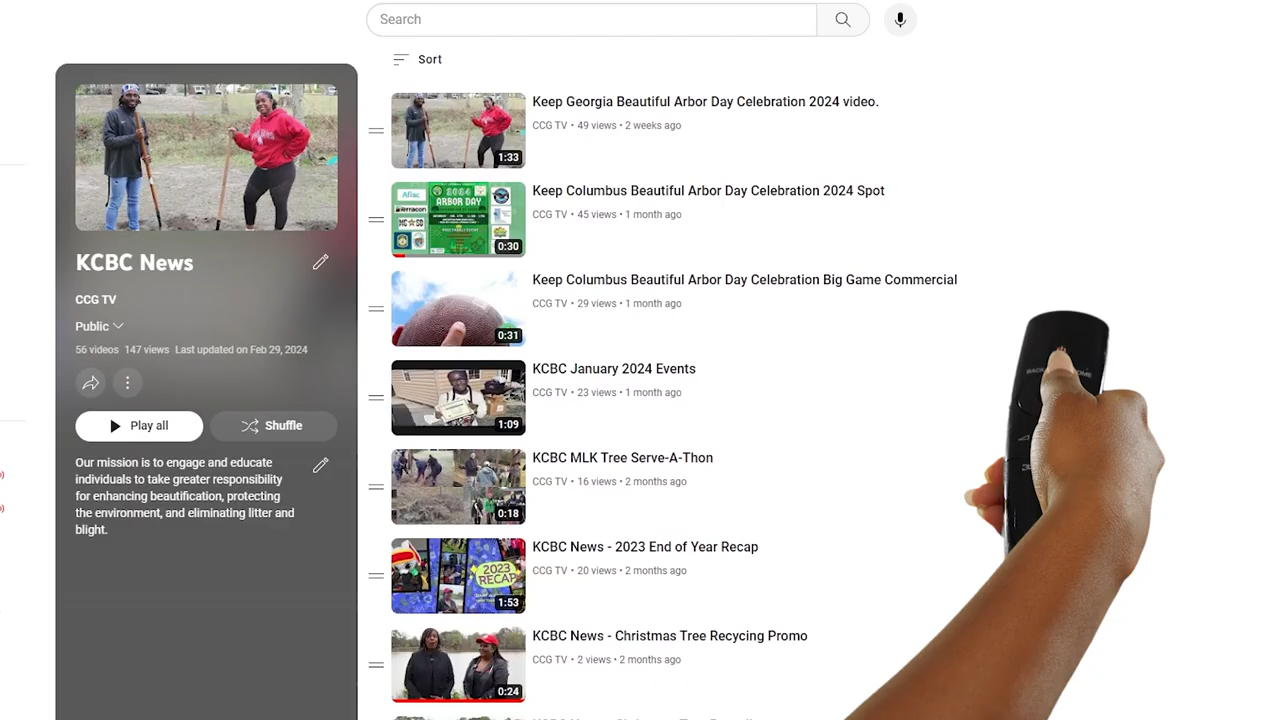 Search
Sort
KCBC News
CCG TV
Public
56 videos 147 views Last updated on Feb 29, 2024
Play all
Shuffle
Our mission is to engage and educate
individuals to take greater responsibility
for enhancing beautification, protecting
the environment, and eliminating litter and
blight.
1:33
Keep Georgia Beautiful Arbor Day Celebration 2024 video.
CCG TV • 49 views • 2 weeks ago
Aflac
2024
ARBOR DAY
0:30
Keep Columbus Beautiful Arbor Day Celebration 2024 Spot
CCG TV • 45 views • 1 month ago
0:31
Keep Columbus Beautiful Arbor Day Celebration Big Game Commercial
CCG TV • 29 views • 1 month ago
1:09
KCBC January 2024 Events
CCG TV • 23 views • 1 month ago
0:18
KCBC MLK Tree Serve-A-Thon
CCG TV • 16 views • 2 months ago
2023
RECAP
1:53
KCBC News - 2023 End of Year Recap
CCG TV • 20 views • 2 months ago
0:24
KCBC News - Christmas Tree Recycing Promo
CCG TV • 2 views • 2 months ago